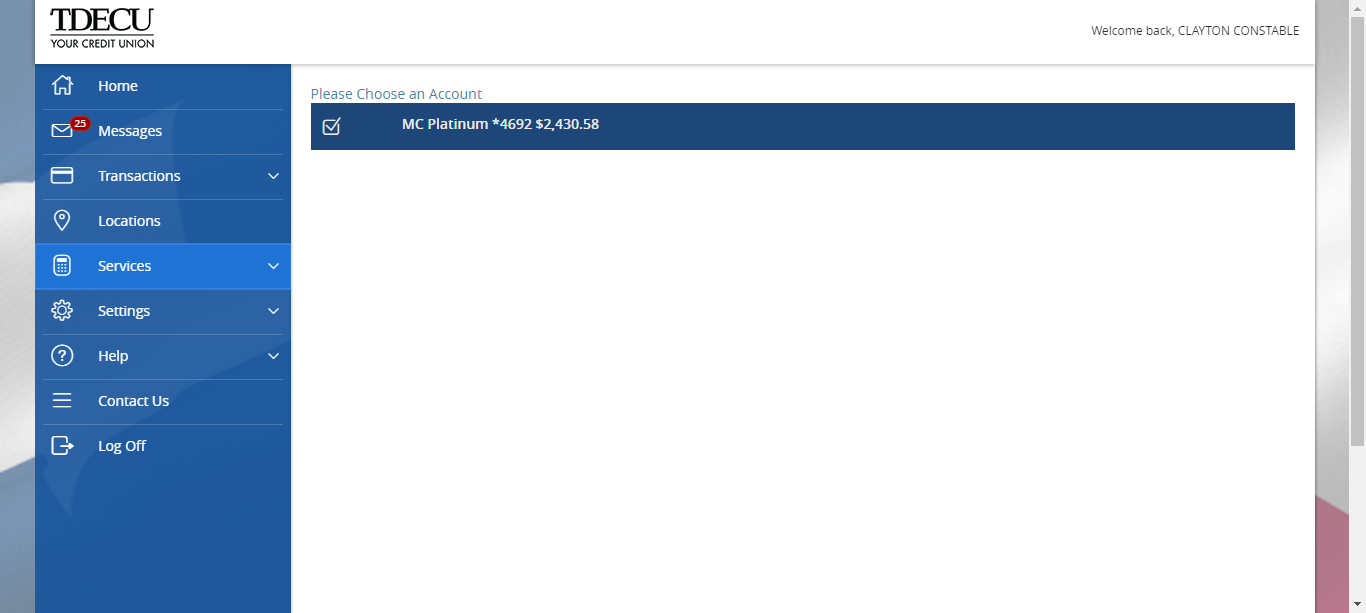 TDECU
YOUR CREDIT UNION
Welcome back, CLAYTON CONSTABLE
Home
25
Messages
Transactions
Locations
Services
Settings
?
Help
Contact Us
Log Off
Please Choose an Account
MC Platinum *4692 $2,430.58